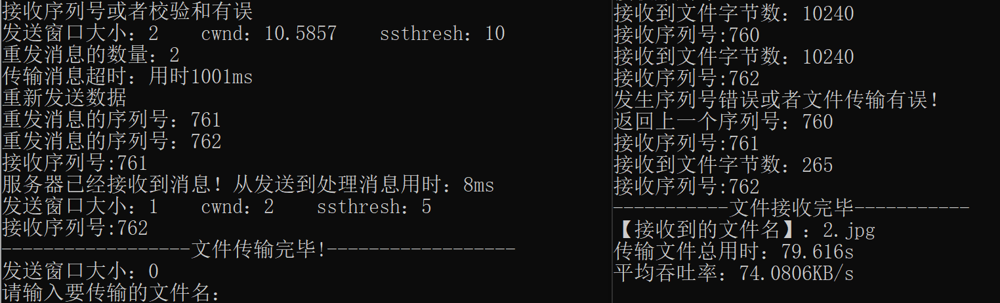 接收序列号或者校验和有误
发送窗口大小：2    cwnd：10.5857    ssthresh：10
重发消息的数量：2
传输消息超时：用时1001ms
重新发送数据
重发消息的序列号：761
重发消息的序列号：762
接收序列号:761
服务器已经接收到消息！从发送到处理消息用时：8ms
发送窗口大小：1    cwnd：2    ssthresh：5
接收序列号:762
------------------文件传输完毕!------------------
发送窗口大小：0
请输入要传输的文件名：
接收到文件字节数：10240
接收序列号:760
接收到文件字节数：10240
接收序列号:762
发生序列号错误或者文件传输有误！
返回上一个序列号：760
接收序列号:761
接收到文件字节数：265
接收序列号:762
-----------文件接收完毕-----------
【接收到的文件名】：2.jpg
传输文件总用时：79.616s
平均吞吐率：74.0806KB/s